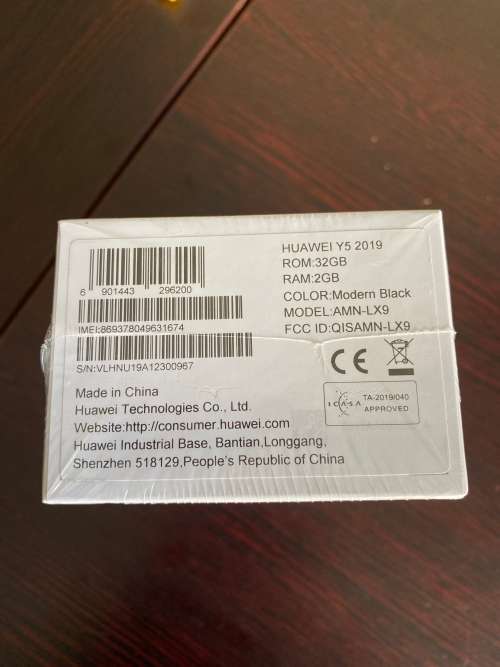 6 901443 296200
IMEI:869378049631674
S/N:VLHNU19A12300967
HUAWEI Y5 2019
ROM:32GB
RAM:2GB
COLOR:Modern Black
MODEL:AMN-LX9
FCC ID:QISAMN-LX9
CE
ICASA
TA-2019/040
APPROVED
Made in China
Huawei Technologies Co., Ltd.
Website:http://consumer.huawei.com
Huawei Industrial Base, Bantian,Longgang,
Shenzhen 518129,People's Republic of China